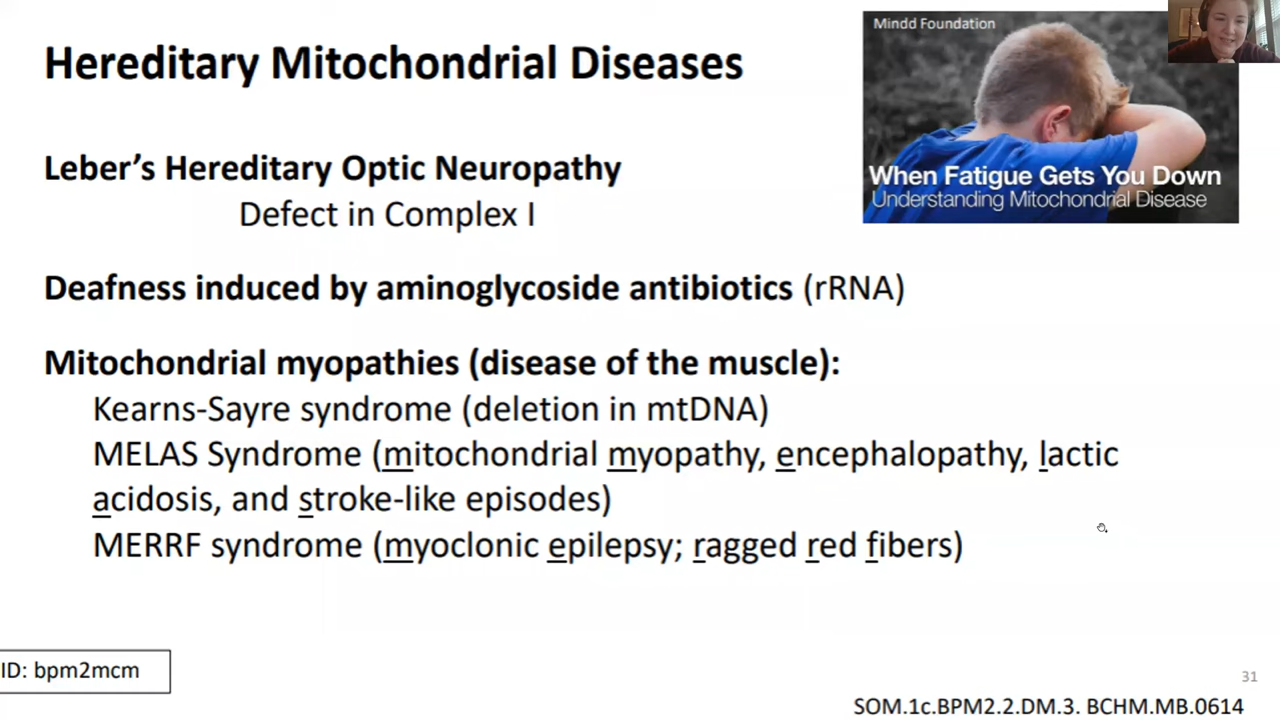 Hereditary Mitochondrial Diseases
Mindd Foundation
When Fatigue Gets You Down
Understanding Mitochondrial Disease
Leber’s Hereditary Optic Neuropathy
Defect in Complex I
Deafness induced by aminoglycoside antibiotics (rRNA)
Mitochondrial myopathies (disease of the muscle):
Kearns-Sayre syndrome (deletion in mtDNA)
MELAS Syndrome (mitochondrial myopathy, encephalopathy, lactic
acidosis, and stroke-like episodes)
MERRF syndrome (myoclonic epilepsy; ragged red fibers)
ID: bpm2mcm
31
SOM.1c.BPM2.2.DM.3. BCHM.MB.0614